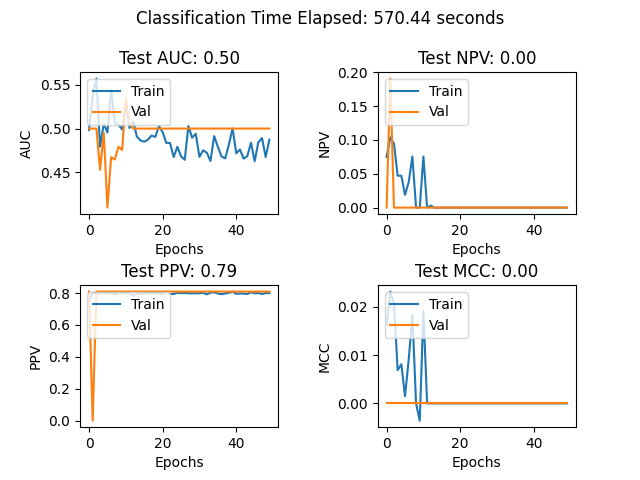 Classification Time Elapsed: 570.44 seconds
Test AUC: 0.50
0.55
0.50
0.45
AUC
Train
Val
0
20
40
Epochs
Test NPV: 0.00
0.20
0.15
0.10
0.05
0.00
NPV
Train
Val
0
20
40
Epochs
Test PPV: 0.79
0.8
0.6
0.4
0.2
0.0
PPV
Train
Val
0
20
40
Epochs
Test MCC: 0.00
0.02
0.01
0.00
MCC
Train
Val
0
20
40
Epochs